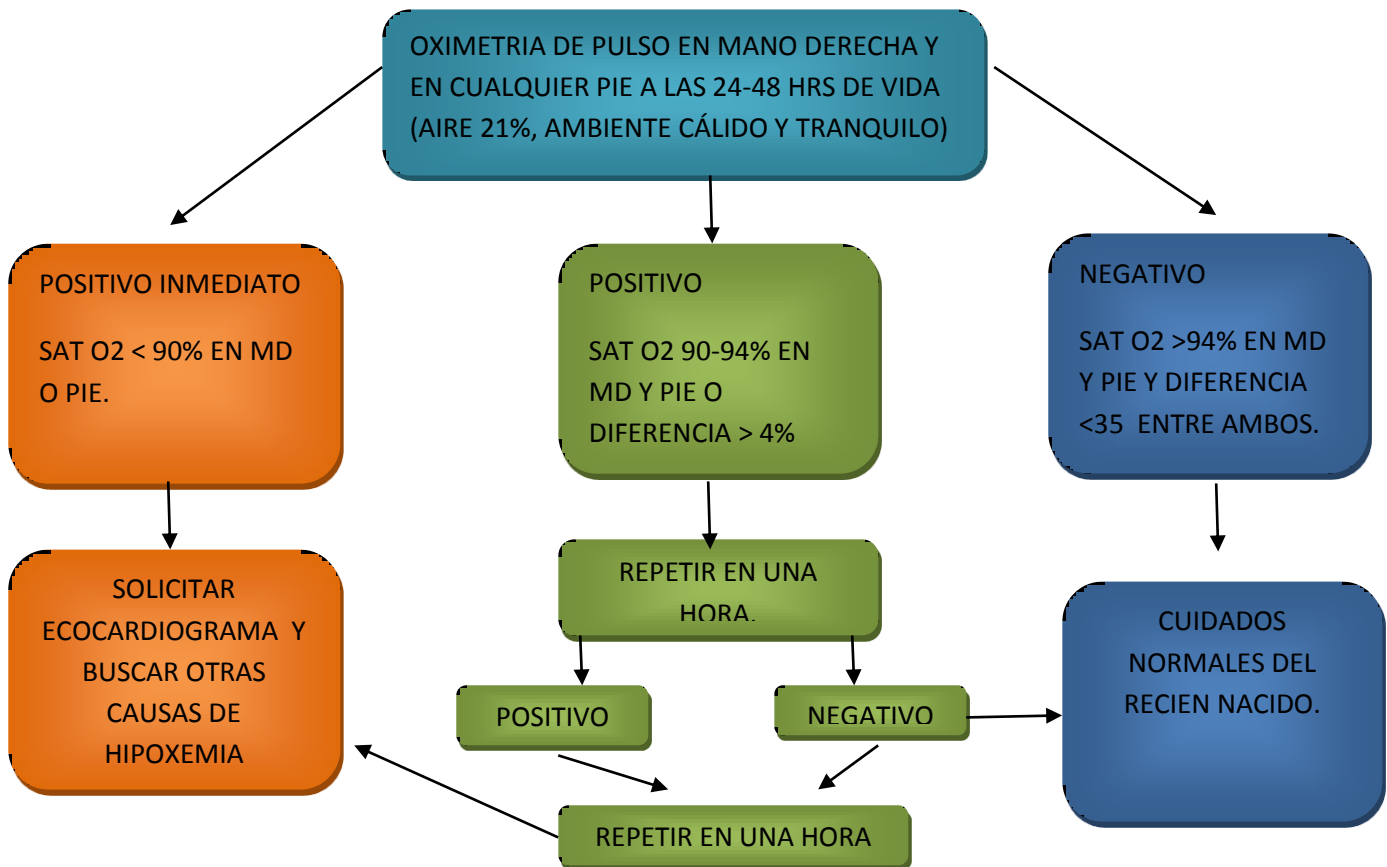 OXIMETRIA DE PULSO EN MANO DERECHA Y
EN CUALQUIER PIE A LAS 24-48 HRS DE VIDA
(AIRE 21%, AMBIENTE CÁLIDO Y TRANQUILO)
POSITIVO INMEDIATO
SAT O2 < 90% EN MD
O PIE.
POSITIVO
SAT O2 90-94% EN
MD Y PIE O
DIFERENCIA > 4%
NEGATIVO
SAT O2 >94% EN MD
Y PIE Y DIFERENCIA
<35 ENTRE AMBOS.
SOLICITAR
ECOCARDIOGRAMA Y
BUSCAR OTRAS
CAUSAS DE
HIPOXEMIA
REPETIR EN UNA
HORA.
CUIDADOS
NORMALES DEL
RECIEN NACIDO.
POSITIVO
NEGATIVO
REPETIR EN UNA HORA